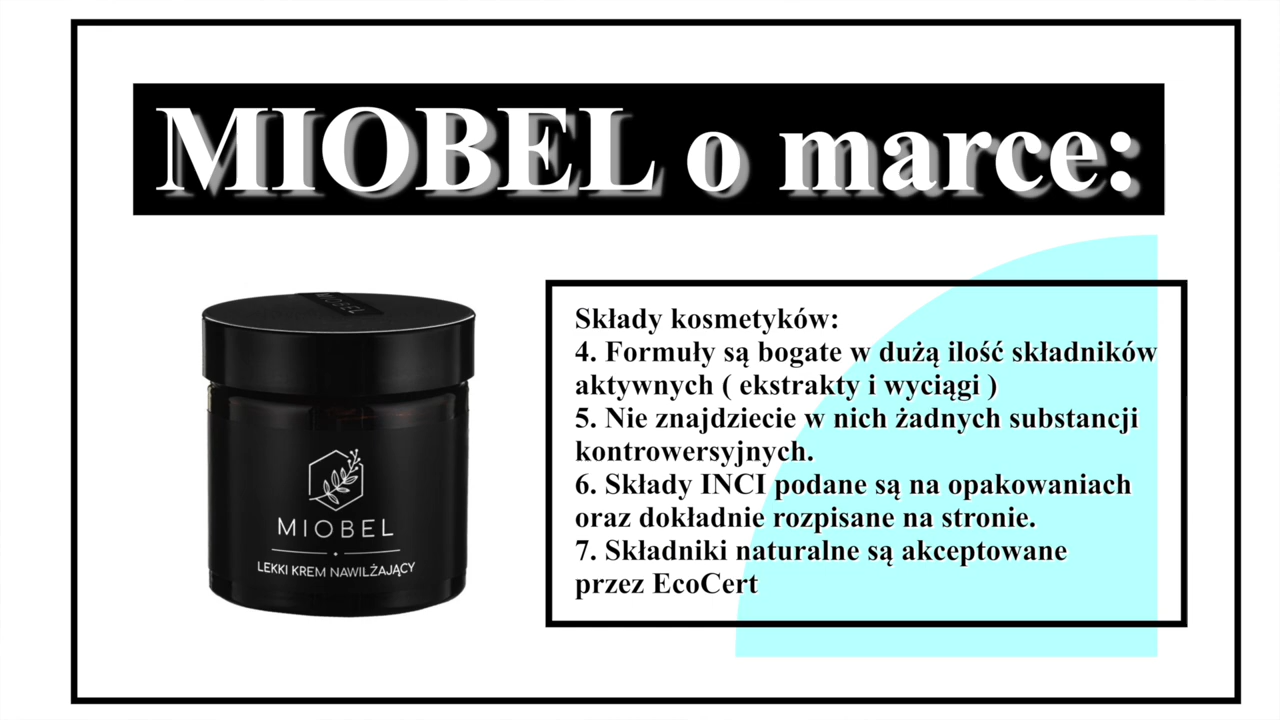 MIOBEL o marce:
MIOBEL
MIOBEL
LEKKI KREM NAWILŻAJĄCY
Składy kosmetyków:
4. Formuły są bogate w dużą ilość składników
aktywnych ( ekstrakty i wyciągi )
5. Nie znajdziecie w nich żadnych substancji
kontrowersyjnych.
6. Składy INCI podane są na opakowaniach
oraz dokładnie rozpisane na stronie.
7. Składniki naturalne są akceptowane
przez EcoCert